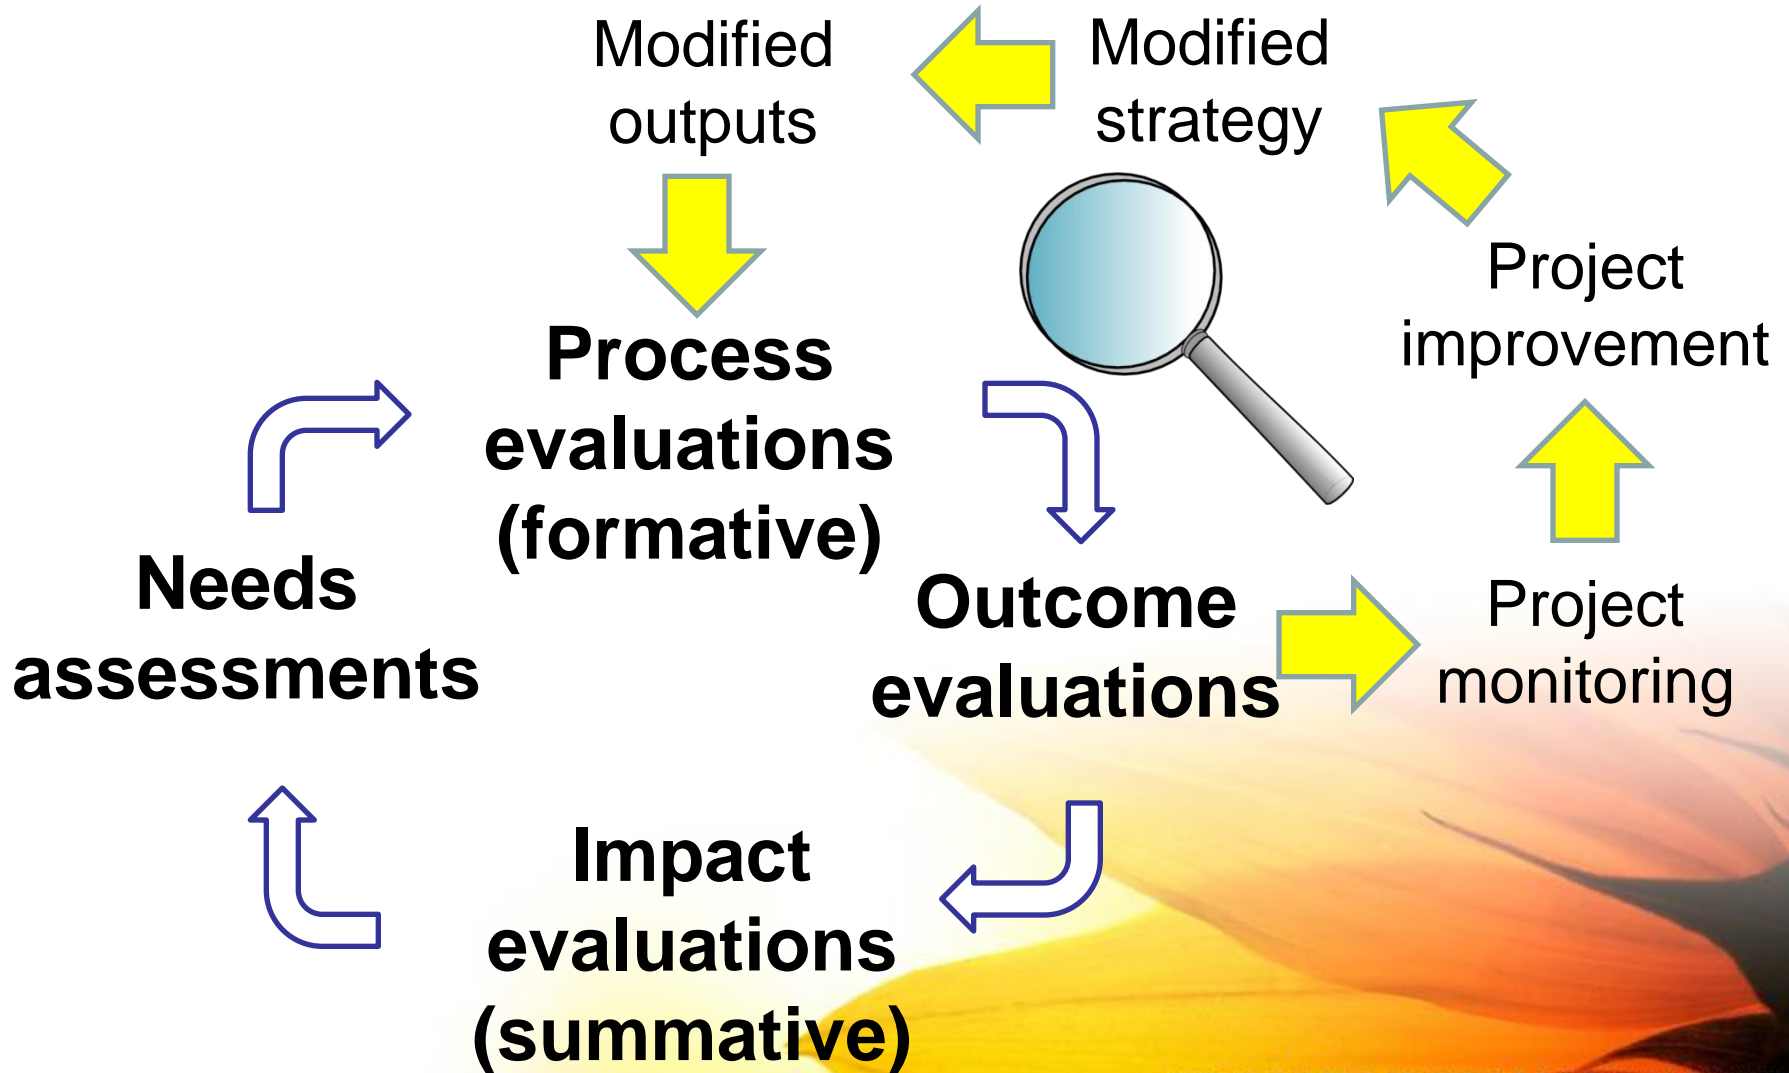 Modified
outputs
Modified
strategy
Project
improvement
Process
evaluations
(formative)
Needs
assessments
Outcome
evaluations
Project
monitoring
Impact
evaluations
(summative)